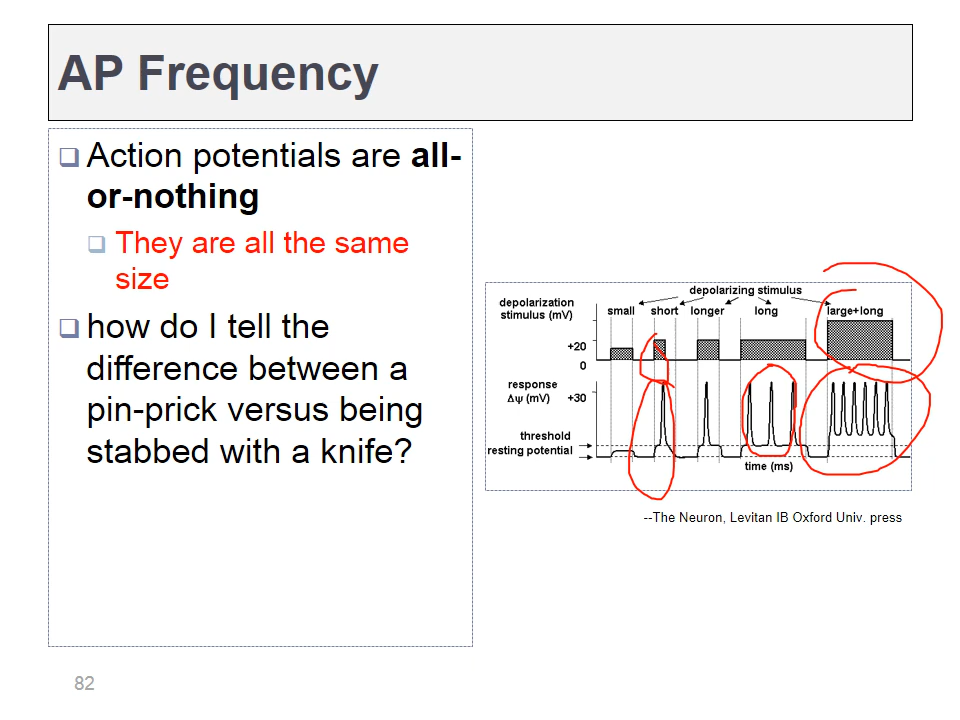 AP Frequency
Action potentials are all-
or-nothing
They are all the same
size
how do I tell the
difference between a
pin-prick versus being
stabbed with a knife?
depolarizing stimulus
depolarization
stimulus (mV)
small short longer long large+long
+20
0
response
Δψ (mV)
+30
threshold
resting potential
time (ms)
--The Neuron, Levitan IB Oxford Univ. press
82